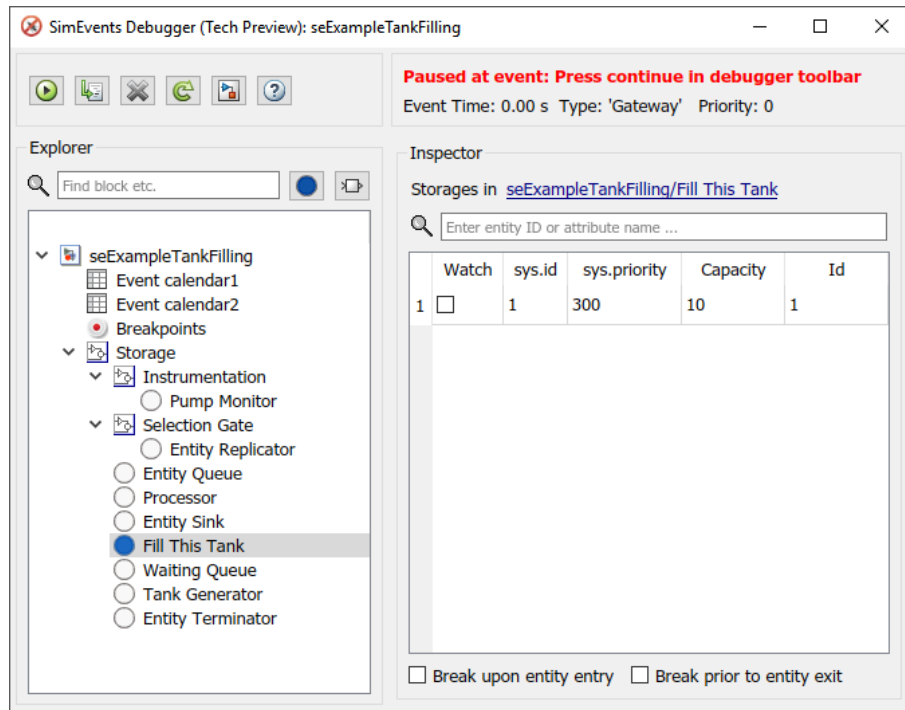 SimEvents Debugger (Tech Preview): seExampleTankFilling
Paused at event: Press continue in debugger toolbar
Event Time: 0.00 s Type: 'Gateway' Priority: 0
Explorer
Find block etc.
seExampleTankFilling
Event calendar1
Event calendar2
Breakpoints
Storage
Instrumentation
Pump Monitor
Selection Gate
Entity Replicator
Entity Queue
Processor
Entity Sink
Fill This Tank
Waiting Queue
Tank Generator
Entity Terminator
Inspector
Storages in seExampleTankFilling/Fill This Tank
Enter entity ID or attribute name ...
Watch sys.id sys.priority Capacity Id
1 1 300 10 1
Break upon entity entry Break prior to entity exit